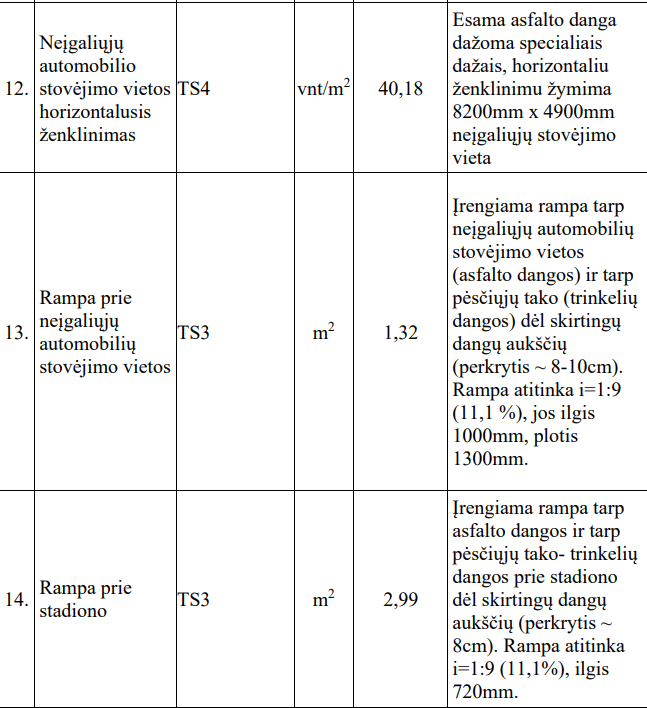 12.
Neįgaliųjų
automobilio
stovėjimo vietos
horizontalusis
ženklinimas
TS4
vnt/m²
40,18
Esama asfalto danga
dažoma specialiais
dažais, horizontaliu
ženklinimu žymima
8200mm x 4900mm
neįgaliųjų stovėjimo
vieta
13.
Rampa prie
neįgaliųjų
automobilių
stovėjimo vietos
TS3
m²
1,32
Įrengiama rampa tarp
neįgaliųjų automobilių
stovėjimo vietos
(asfalto dangos) ir tarp
pėsčiųjų tako (trinkelių
dangos) dėl skirtingų
dangų aukščių
(perkrytis ~ 8-10cm).
Rampa atitinka i=1:9
(11,1 %), jos ilgis
1000mm, plotis
1300mm.
14.
Rampa prie
stadiono
TS3
m²
2,99
Įrengiama rampa tarp
asfalto dangos ir tarp
pėsčiųjų tako- trinkelių
dangos prie stadiono
dėl skirtingų dangų
aukščių (perkrytis ~
8cm). Rampa atitinka
i=1:9 (11,1%), ilgis
720mm.